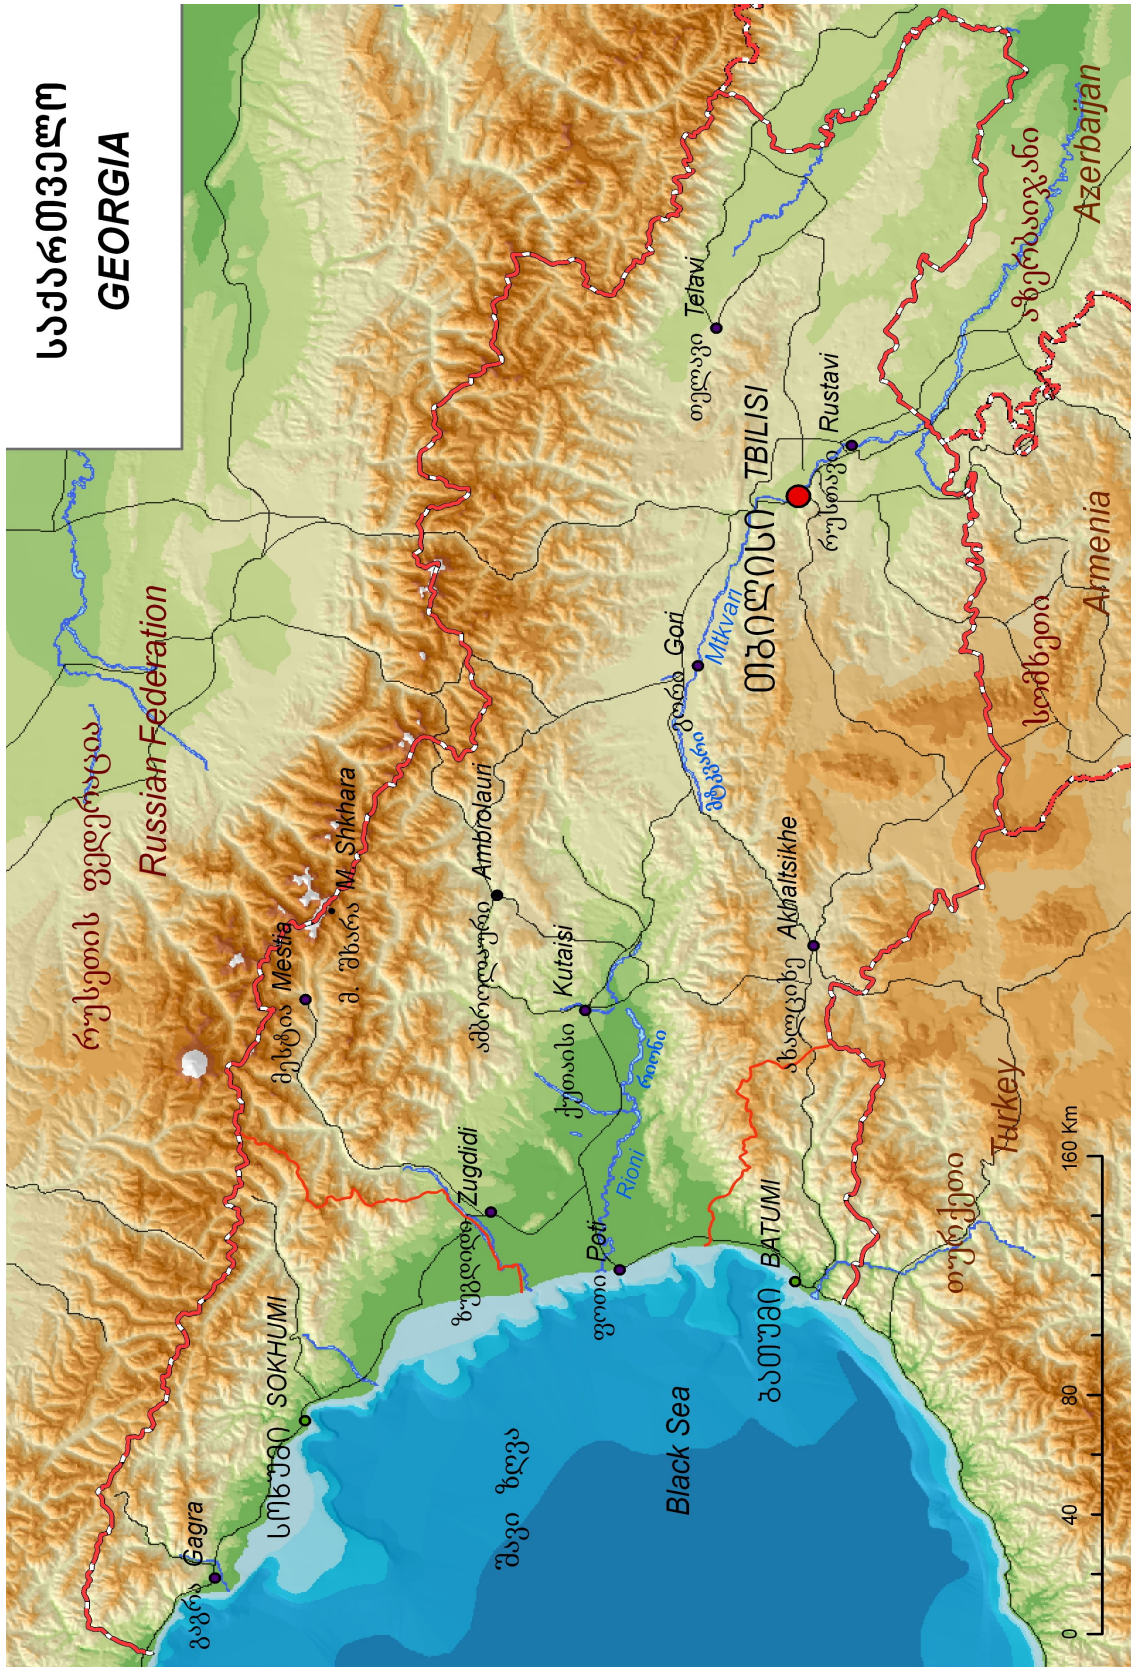 საქართველო
GEORGIA
რუსეთის ფედერაცია
Russian Federation
გაგრა Gagra
სოხუმი SOKHUMI
მესტია Mestia
მ. შხარა M. Shkhara
ზუგდიდი Zugdidi
ამბროლაური Ambrolauri
ფოთი Poti
ქუთაისი Kutaisi
Rioni
რიონი
შავი ზღვა
Black Sea
ბათუმი BATUMI
ახალციხე Akhaltsikhe
გორი Gori
მტკვარი
Mtkvari
თბილისი TBILISI
რუსთავი Rustavi
თელავი Telavi
თურქეთი
Turkey
სომხეთი
Armenia
აზერბაიჯანი
Azerbaijan
0 40 80 160 Km